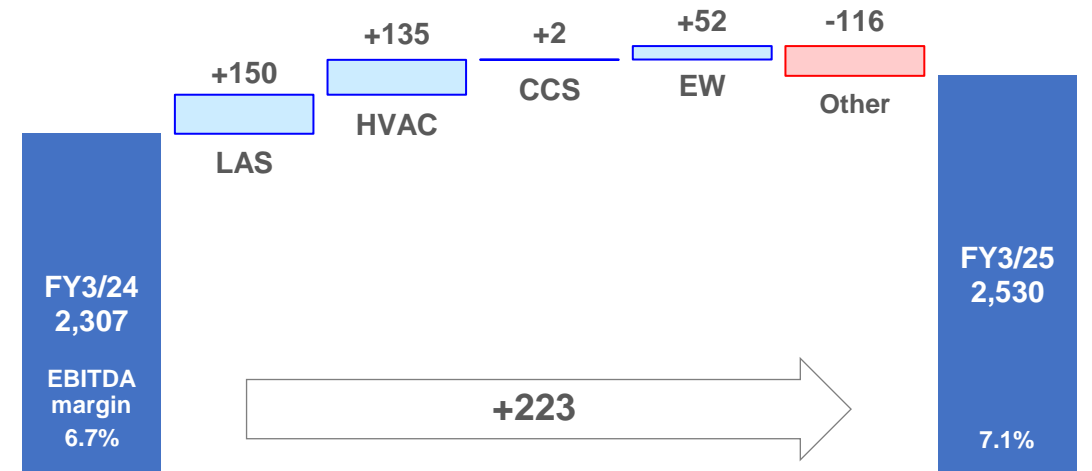 +150
LAS
+135
HVAC
+2
CCS
+52
EW
-116
Other
FY3/24
2,307
EBITDA
margin
6.7%
+223
FY3/25
2,530
7.1%